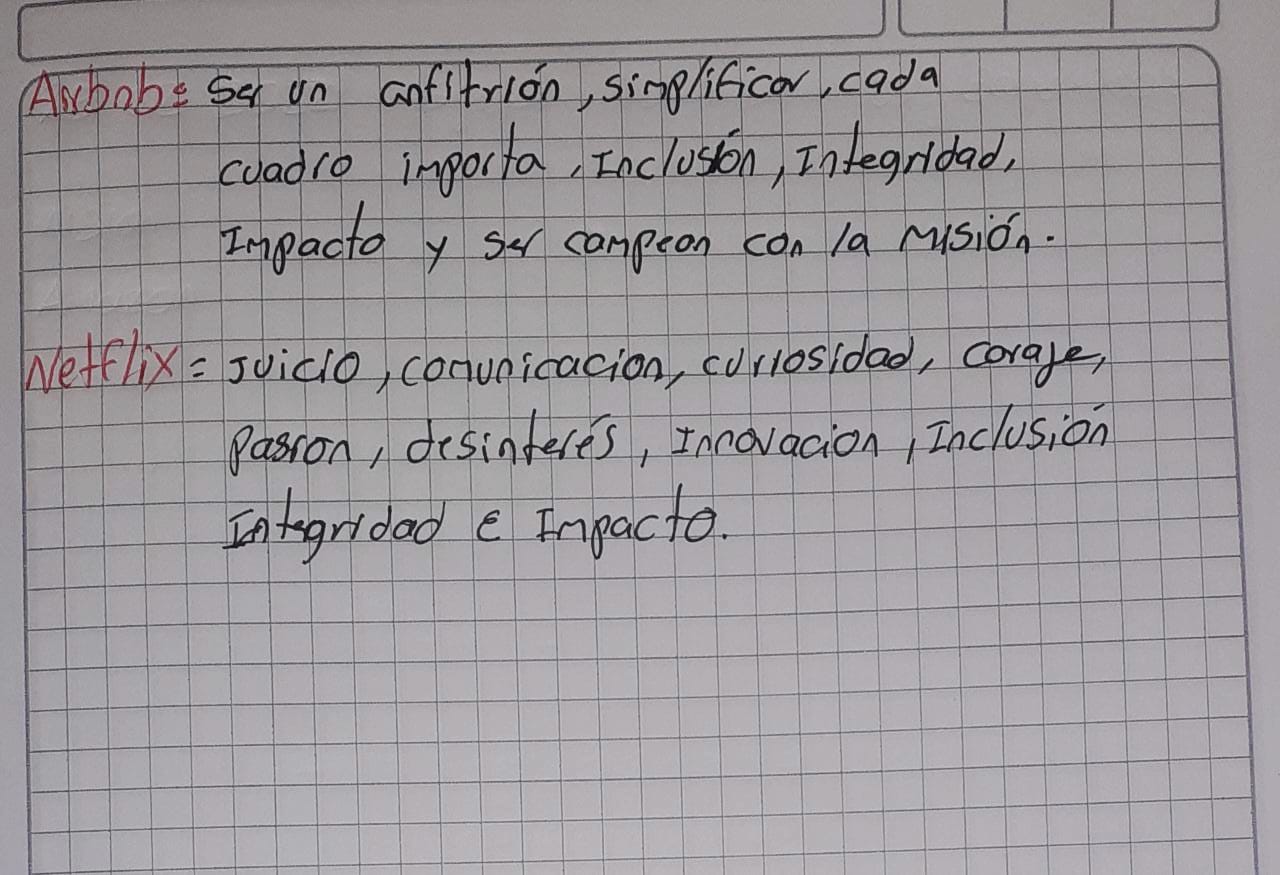 Airbnb: Ser un anfitrión, simplificar, cada
cuadro importa, Inclusión, Integridad,
Impacto y ser campeon con la misión.
Netflix = Juicio, comunicacion, curiosidad, coraje,
Pasion, desinterés, Innovacion, Inclusión
Integridad e Impacto.